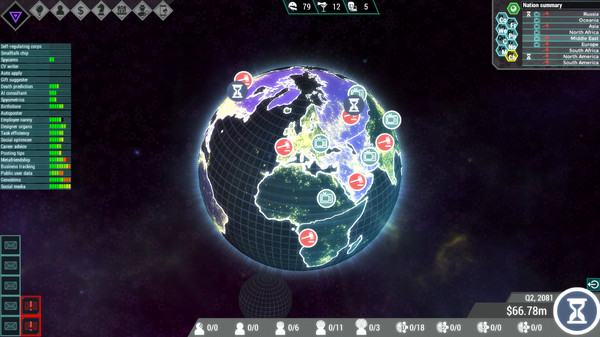 79 12 5
Nation summary
Russia
Oceania
Asia
North Africa
Middle East
Europe
South Africa
North America
South America
Self-regulating corps
Smalltalk chip
Spycams
CV writer
Auto apply
Gift suggester
Death prediction
AI consultant
Spyometrics
Birthstone
Autoposter
Employee nanny
Designer organs
Task efficiency
Social optimizer
Career advice
Posting tips
Metafriendship
Business tracking
Public user data
Genomims
Social media
Q2, 2081
$66.78m
0/0 0/0 0/6 0/11 0/3 0/18 0/0 0/0 0/0